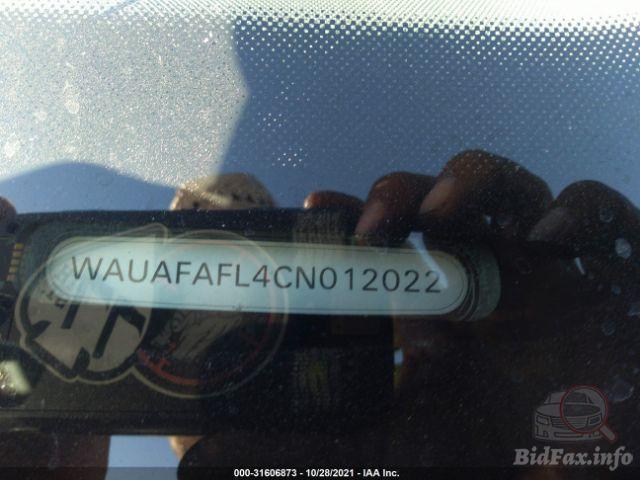 WAUAFAFL4CN012022
BidFax.info
000-31606873 - 10/28/2021 - IAA Inc.